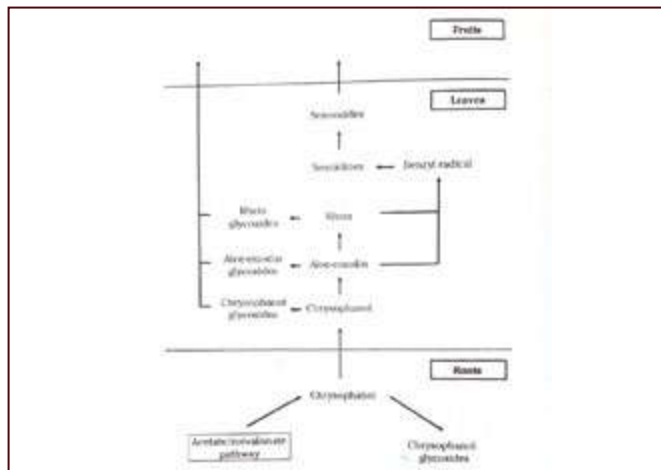 Fruits
Leaves
Sennosides
Sennidines
Benzyl radical
Rhein
glycosides
Rhein
Aloe-emodin
glycosides
Aloe-emodin
Chrysophanol
glycosides
Chrysophanol
Roots
Chrysophanol
Acetate/mevalonate
pathway
Chrysophanol
glycosides